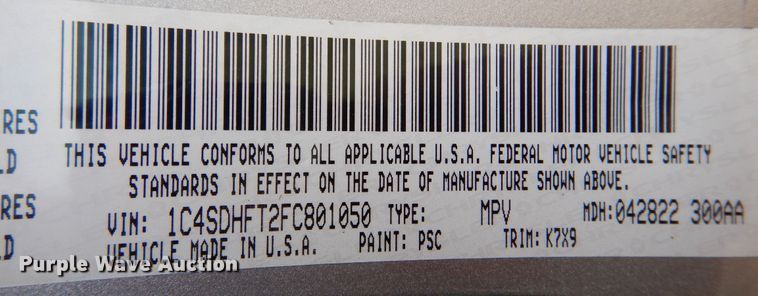 RES
LD
RES
LD
THIS VEHICLE CONFORMS TO ALL APPLICABLE U.S.A. FEDERAL MOTOR VEHICLE SAFETY
STANDARDS IN EFFECT ON THE DATE OF MANUFACTURE SHOWN ABOVE.
VIN: 1C4SDHFT2FC801050 TYPE: MPV MDH:042822 300AA
VEHICLE MADE IN U.S.A. PAINT: PSC TRIM: K7X9
Purple Wave Auction